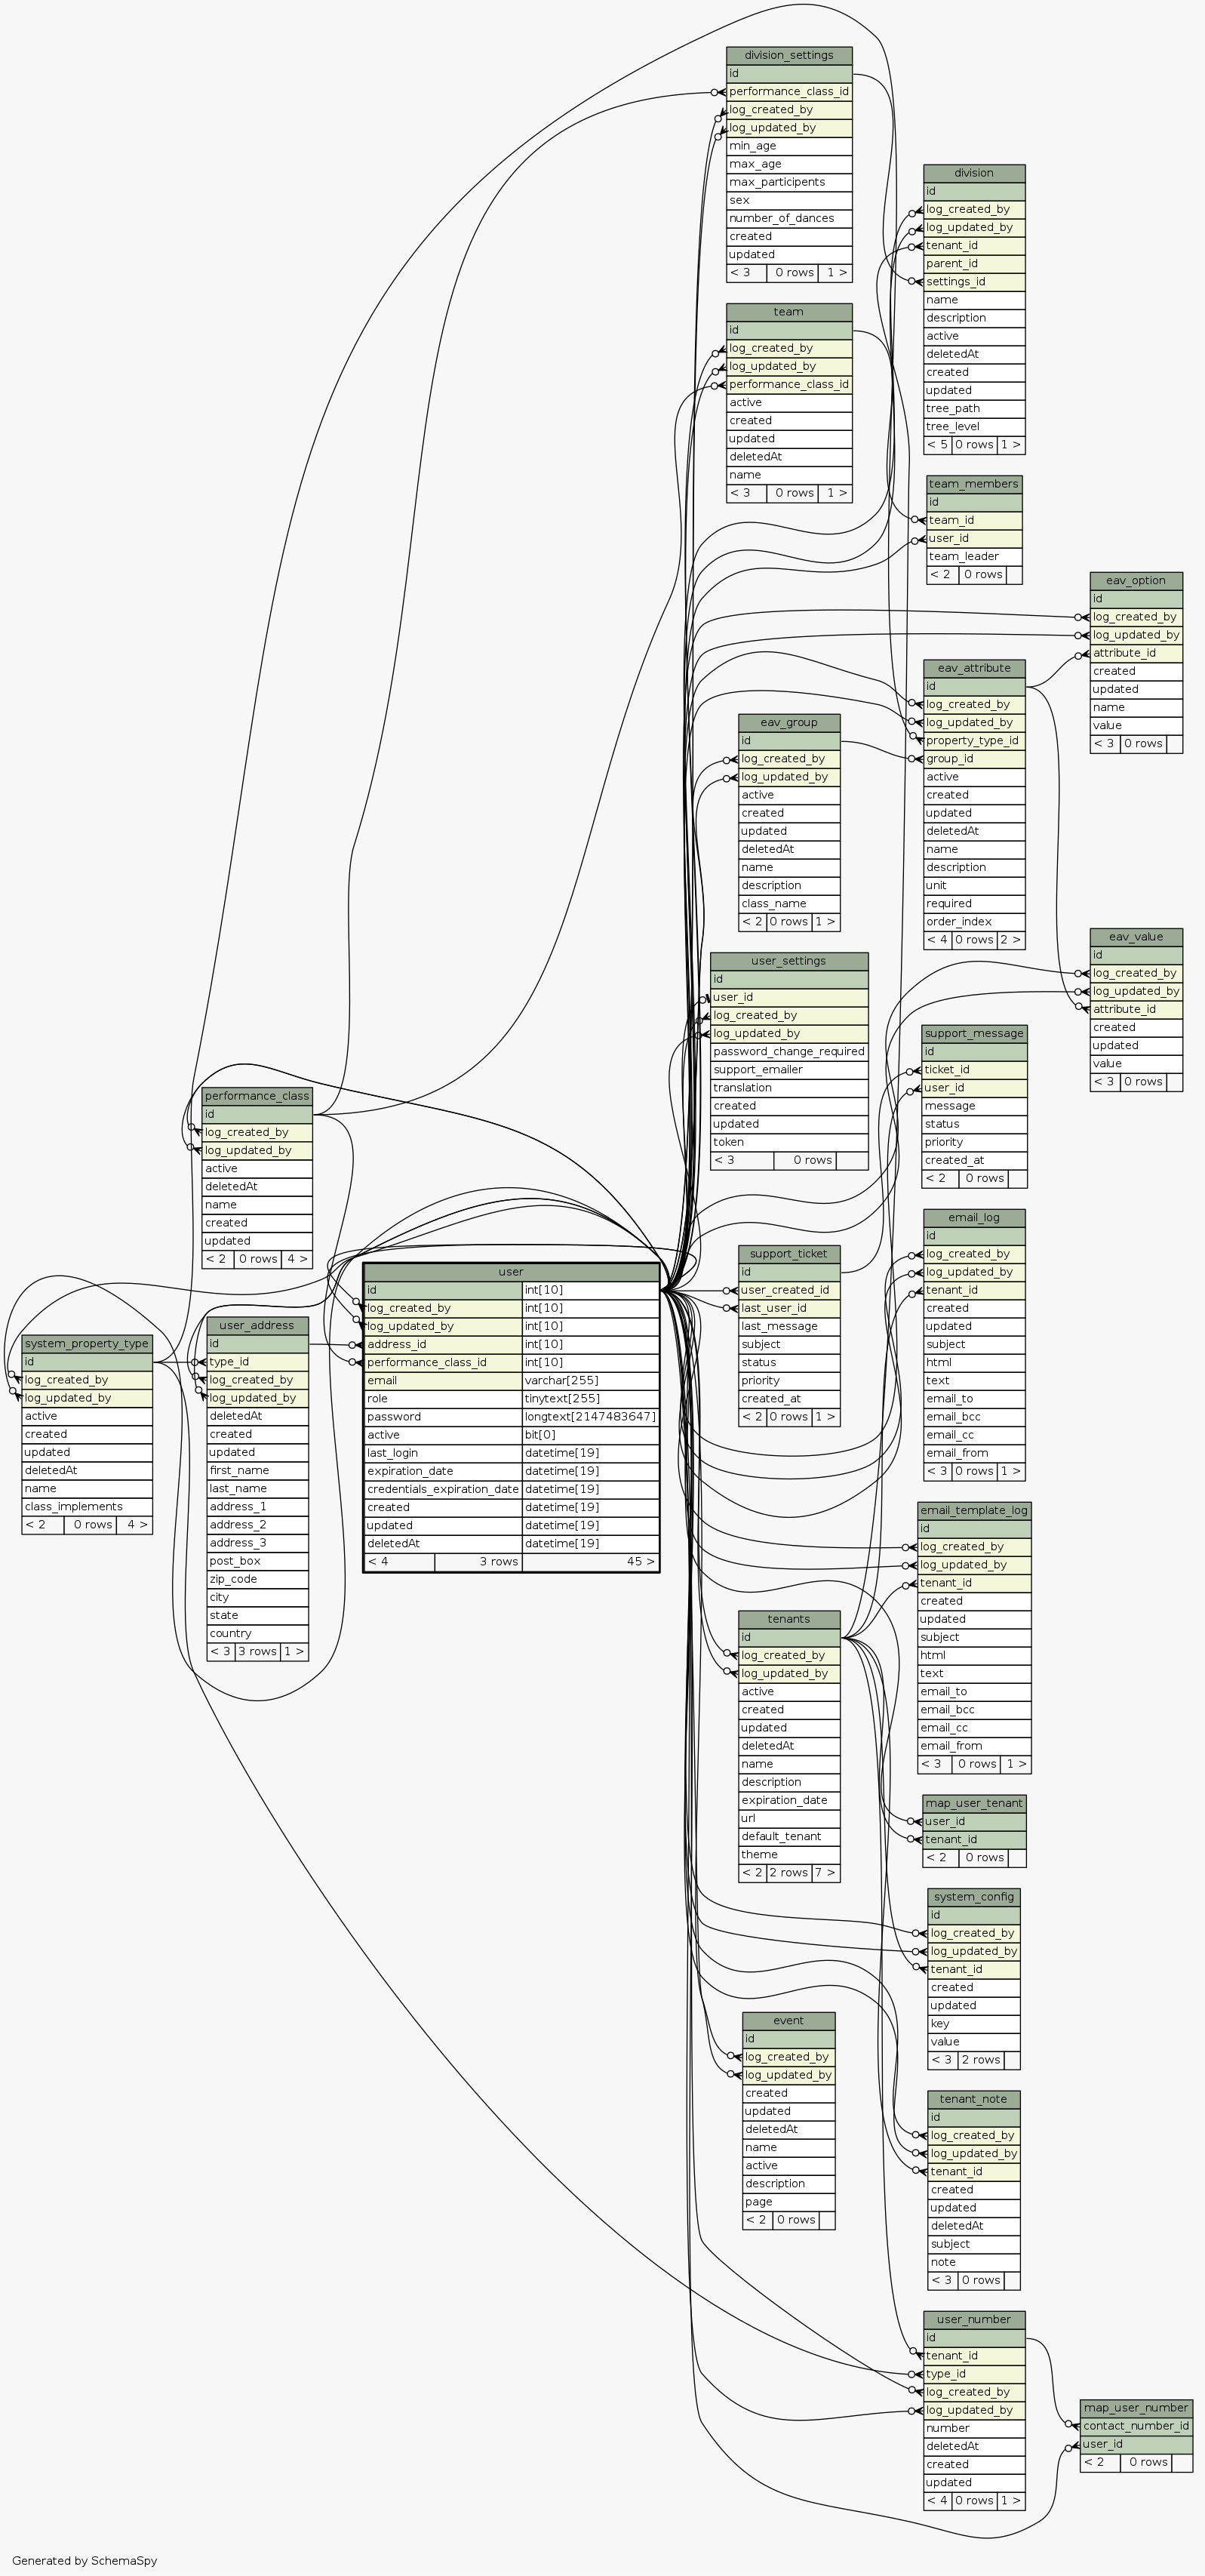 division_settings
id
performance_class_id
log_created_by
log_updated_by
min_age
max_age
max_participants
sex
number_of_dances
created
updated
< 3 0 rows 1 >
division
id
log_created_by
log_updated_by
tenant_id
parent_id
settings_id
name
description
active
deletedAt
created
updated
tree_path
tree_level
< 5 0 rows 1 >
team
id
log_created_by
log_updated_by
performance_class_id
active
created
updated
deletedAt
name
< 3 0 rows 1 >
team_members
id
team_id
user_id
team_leader
< 2 0 rows
eav_option
id
log_created_by
log_updated_by
attribute_id
created
updated
name
value
< 3 0 rows
eav_attribute
id
log_created_by
log_updated_by
property_type_id
group_id
active
created
updated
deletedAt
name
description
unit
required
order_index
< 4 0 rows 2 >
eav_group
id
log_created_by
log_updated_by
active
created
updated
deletedAt
name
description
class_name
< 2 0 rows 1 >
eav_value
id
log_created_by
log_updated_by
attribute_id
created
updated
value
< 3 0 rows
user_settings
id
user_id
log_created_by
log_updated_by
password_change_required
support_emailer
translation
created
updated
token
< 3 0 rows
support_message
id
ticket_id
user_id
message
status
priority
created_at
< 2 0 rows
performance_class
id
log_created_by
log_updated_by
active
deletedAt
name
created
updated
< 2 0 rows 4 >
email_log
id
log_created_by
log_updated_by
tenant_id
created
updated
subject
html
text
email_to
email_bcc
email_cc
email_from
< 3 0 rows 1 >
support_ticket
id
user_created_id
last_user_id
last_message
subject
status
priority
created_at
< 2 0 rows 1 >
user
id int[10]
log_created_by int[10]
log_updated_by int[10]
address_id int[10]
performance_class_id int[10]
email varchar[255]
role tinytext[255]
password longtext[2147483647]
active bit[0]
last_login datetime[19]
expiration_date datetime[19]
credentials_expiration_date datetime[19]
created datetime[19]
updated datetime[19]
deletedAt datetime[19]
< 4 3 rows 45 >
user_address
id
type_id
log_created_by
log_updated_by
deletedAt
created
updated
first_name
last_name
address_1
address_2
address_3
post_box
zip_code
city
state
country
< 3 3 rows 1 >
system_property_type
id
log_created_by
log_updated_by
active
created
updated
deletedAt
name
class_implements
< 2 0 rows 4 >
email_template_log
id
log_created_by
log_updated_by
tenant_id
created
updated
subject
html
text
email_to
email_bcc
email_cc
email_from
< 3 0 rows 1 >
tenants
id
log_created_by
log_updated_by
active
created
updated
deletedAt
name
description
expiration_date
url
default_tenant
theme
< 2 2 rows 7 >
map_user_tenant
user_id
tenant_id
< 2 0 rows
system_config
id
log_created_by
log_updated_by
tenant_id
created
updated
key
value
< 3 2 rows
event
id
log_created_by
log_updated_by
created
updated
deletedAt
name
active
description
page
< 2 0 rows
tenant_note
id
log_created_by
log_updated_by
tenant_id
created
updated
deletedAt
subject
note
< 3 0 rows
user_number
id
tenant_id
type_id
log_created_by
log_updated_by
number
deletedAt
created
updated
< 4 0 rows 1 >
map_user_number
contact_number_id
user_id
< 2 0 rows
Generated by SchemaSpy